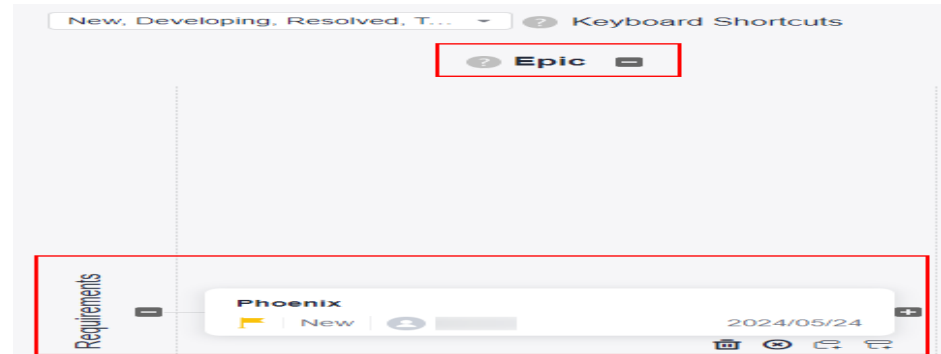 New, Developing, Resolved, T... Keyboard Shortcuts
Epic
Requirements
Phoenix
New 2024/05/24